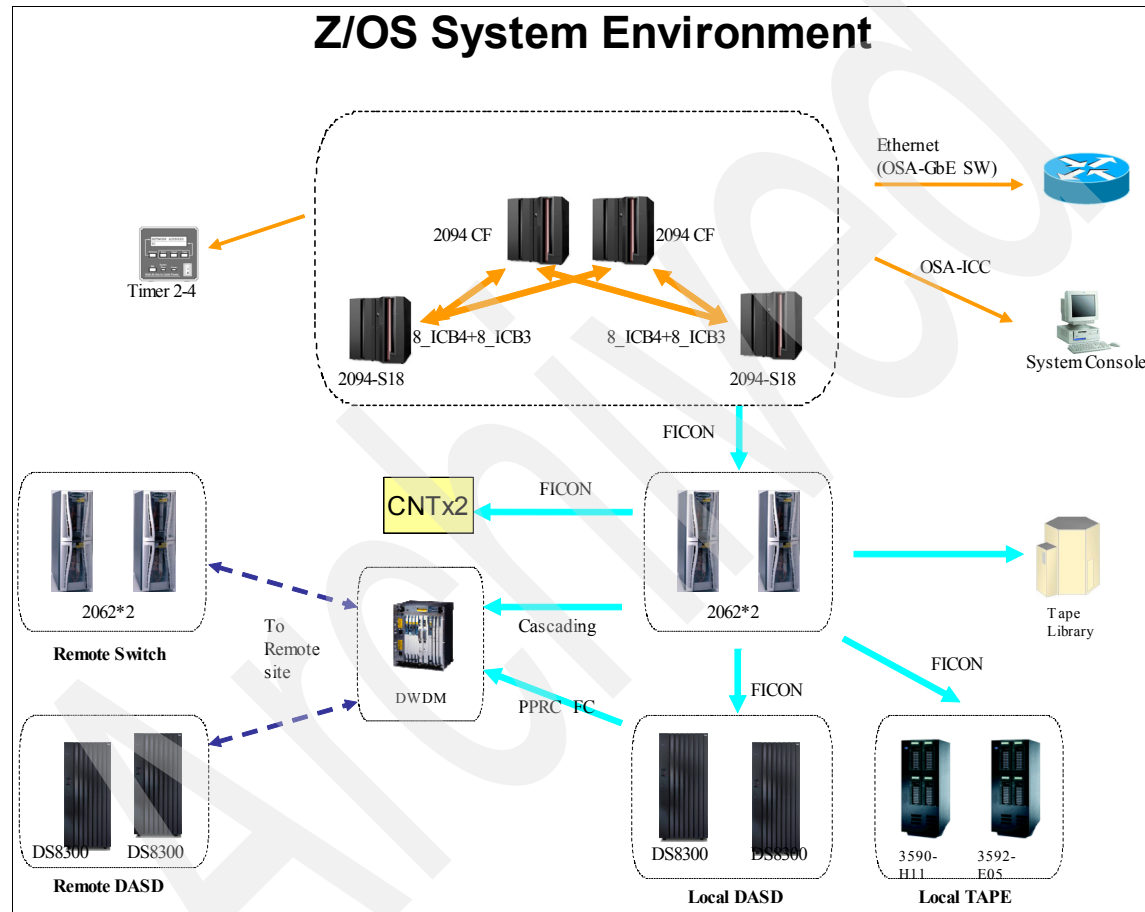 Z/OS System Environment
Ethernet
(OSA-GbE SW)
2094 CF
2094 CF
OSA-ICC
Timer 2-4
8_ICB4+8_ICB3
8_ICB4+8_ICB3
System Console
2094-S18
2094-S18
FICON
CNTx2
FICON
2062*2
2062*2
Tape
Library
Remote Switch
To
Remote
site
Cascading
FICON
FICON
DWDM
PPRC FC
DS8300
DS8300
DS8300
DS8300
3590-
H11
3592-
E05
Remote DASD
Local DASD
Local TAPE
Archived